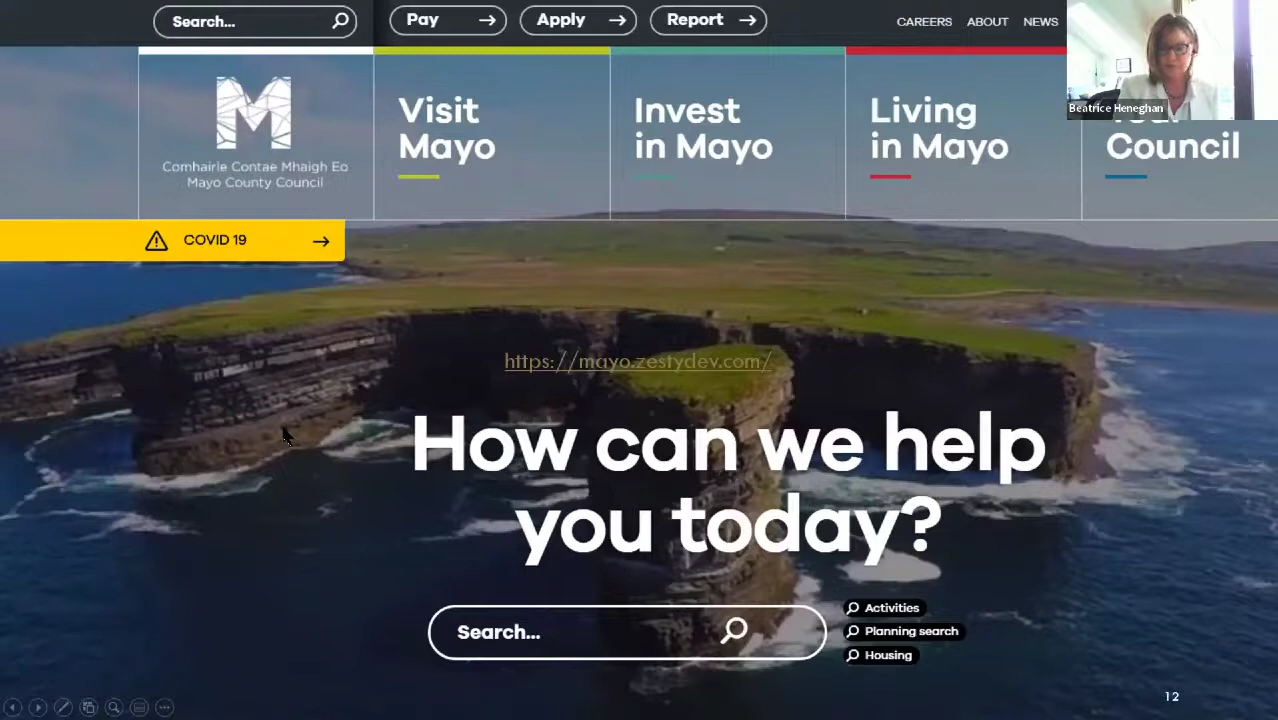 Search...
Pay
Apply
Report
CAREERS
ABOUT
NEWS
Beatrice Heneghan
Comhairle Contae Mhaigh Eo
Mayo County Council
Visit
Mayo
Invest
in Mayo
Living
in Mayo
Council
COVID 19
https://mayo.zestydev.com/
How can we help
you today?
Search...
Activities
Planning search
Housing
12